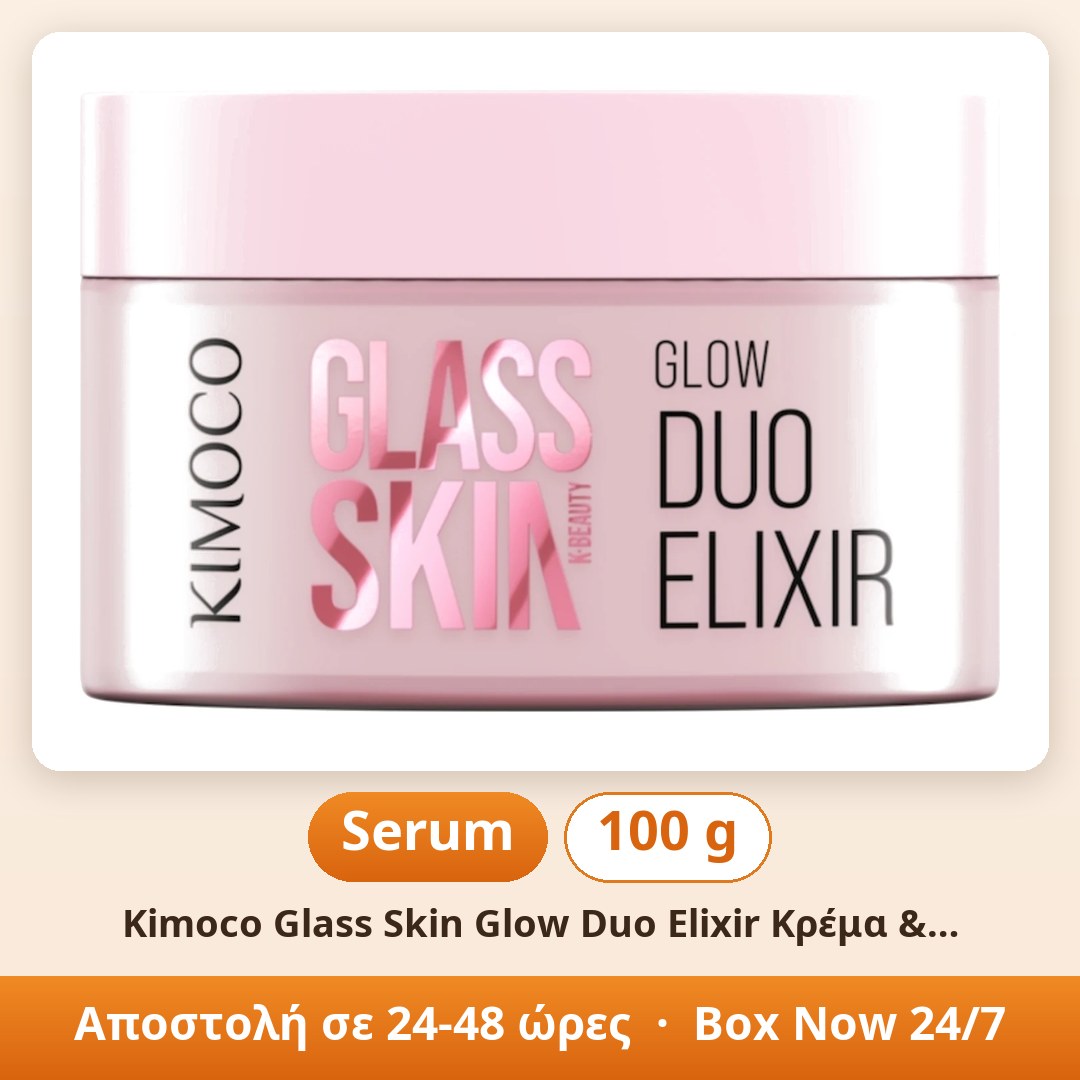 KIMOCO
GLASS
SKIN
K·BEAUTY
GLOW
DUO
ELIXIR
Serum
100 g
Kimoco Glass Skin Glow Duo Elixir Κρέμα &...
Αποστολή σε 24-48 ώρες · Box Now 24/7